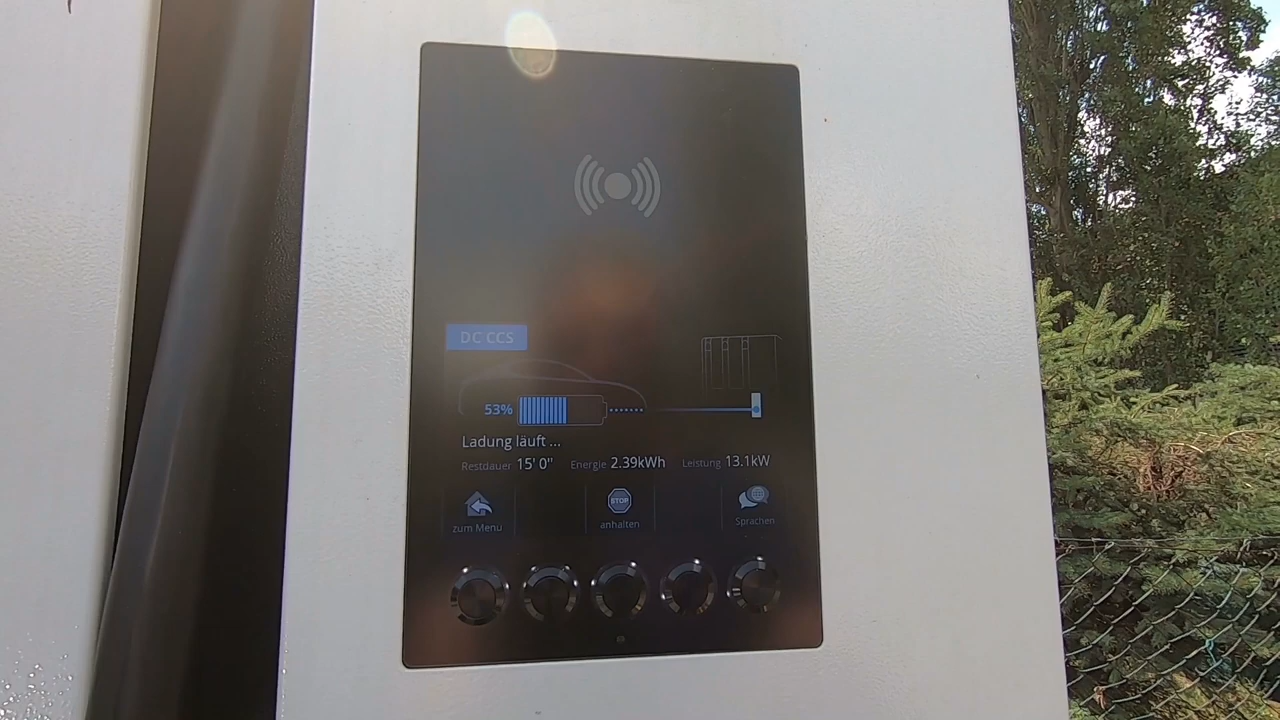 DC CCS
53%
Ladung läuft ...
Restdauer 15' 0" Energie 2.39kWh Leistung 13.1kW
STOP
zum Menu anhalten Sprachen